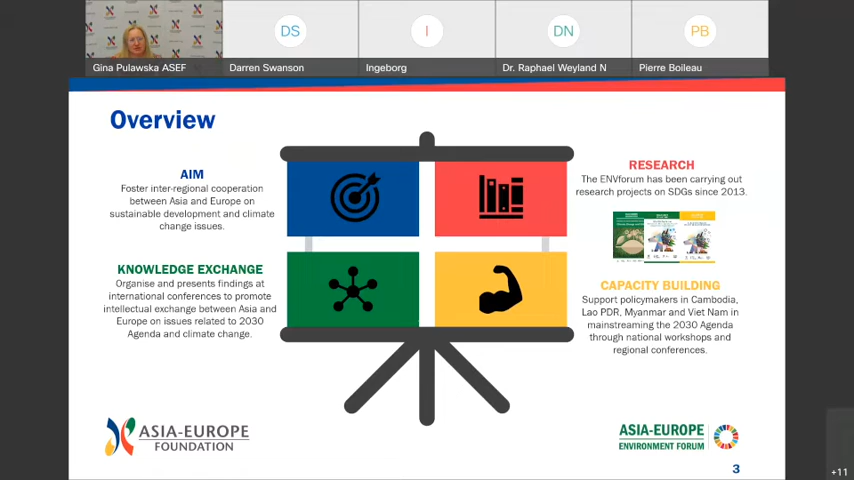 DS
I
DN
PB
Gina Pulawska ASEF
Darren Swanson
Ingeborg
Dr. Raphael Weyland N
Pierre Boileau
Overview
AIM
Foster inter-regional cooperation
between Asia and Europe on
sustainable development and climate
change issues.
KNOWLEDGE EXCHANGE
Organise and presents findings at
international conferences to promote
intellectual exchange between Asia and
Europe on issues related to 2030
Agenda and climate change.
RESEARCH
The ENVforum has been carrying out
research projects on SDGs since 2013.
CAPACITY BUILDING
Support policymakers in Cambodia,
Lao PDR, Myanmar and Viet Nam in
mainstreaming the 2030 Agenda
through national workshops and
regional conferences.
ASIA-EUROPE
FOUNDATION
ASIA-EUROPE
ENVIRONMENT FORUM
3
+11